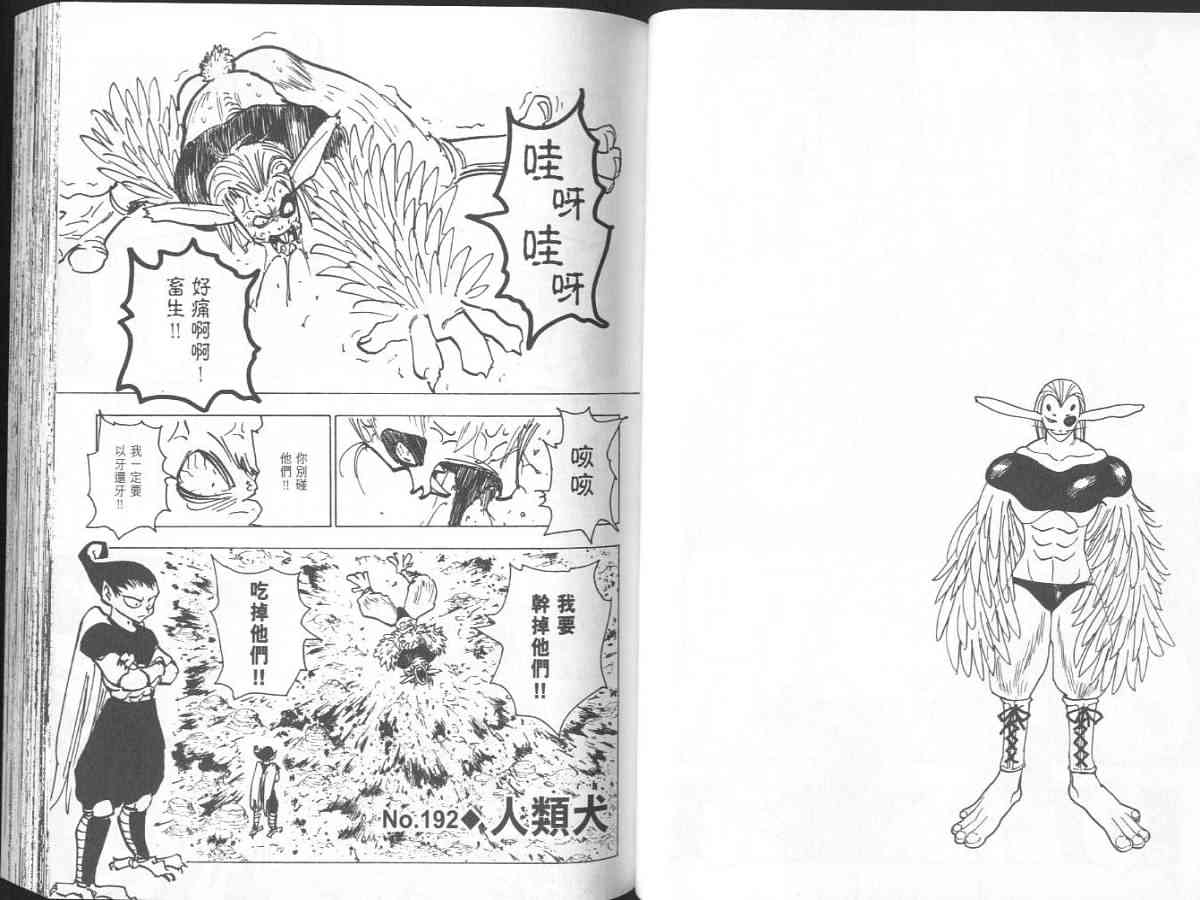 哇
呀
哇
呀
好痛啊啊!
畜生!!
咳咳
你別碰
他們!!
我一定要
以牙還牙!!
我要
幹掉他們!!
吃掉他們!!
No.192◆人類犬